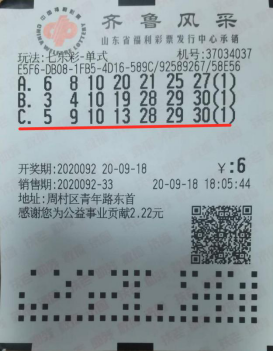 齐鲁风采
山东省福利彩票发行中心承销
玩法:七乐彩-单式 机号:37034037
E5F6-DB08-1FB5-4D16-589C/92589267/58E56
A. 6 8 10 20 21 25 27(1)
B. 3 4 10 19 28 29 30(1)
C. 5 9 10 13 28 29 30(1)
开奖期:2020092 20-09-18 ¥:6
销售期:2020092-33 20-09-18 18:05:44
地址:周村区青年路东首
感谢您为公益事业贡献2.22元